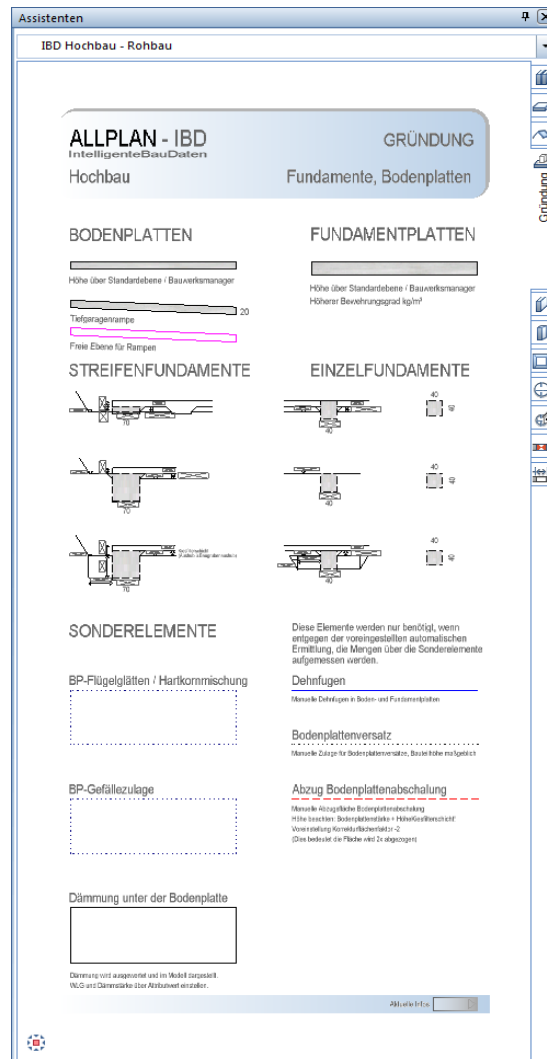 Assistenten
IBD Hochbau - Rohbau
ALLPLAN - IBD
IntelligenteBauDaten
GRÜNDUNG
Hochbau
Fundamente, Bodenplatten
Gründung
BODENPLATTEN
FUNDAMENTPLATTEN
Höhe über Standardebene / Bauwerksmanager
Höhe über Standardebene / Bauwerksmanager
Höherer Bewehrungsgrad kg/m³
20
Tiefgaragenrampe
Freie Ebene für Rampen
STREIFENFUNDAMENTE
EINZELFUNDAMENTE
70
40
40
40
70
40
40
40
70
40
40
40
SONDERELEMENTE
Diese Elemente werden nur benötigt, wenn
entgegen der voreingestellten automatischen
Ermittlung, die Mengen über die Sonderelemente
aufgemessen werden.
BP-Flügelglätten / Hartkornmischung
Dehnfugen
Manuelle Dehnfugen in Boden- und Fundamentplatten
Bodenplattenversatz
Manuelle Zulage für Bodenplattenversätze, Bauteilhöhe maßgeblich
BP-Gefällezulage
Abzug Bodenplattenabschalung
Manuelle Abzugsfläche Bodenplattenabschalung
Höhe beachten: Bodenplattenstärke + HöheKiesfilterschicht!
Voreinstellung Korrekturflächenfaktor -2
(Dies bedeutet die Fläche wird 2x abgezogen)
Dämmung unter der Bodenplatte
Dämmung wird ausgewertet und im Modell dargestellt.
WLG und Dämmstärke über Attributwert einstellen.
Aktuelle Infos